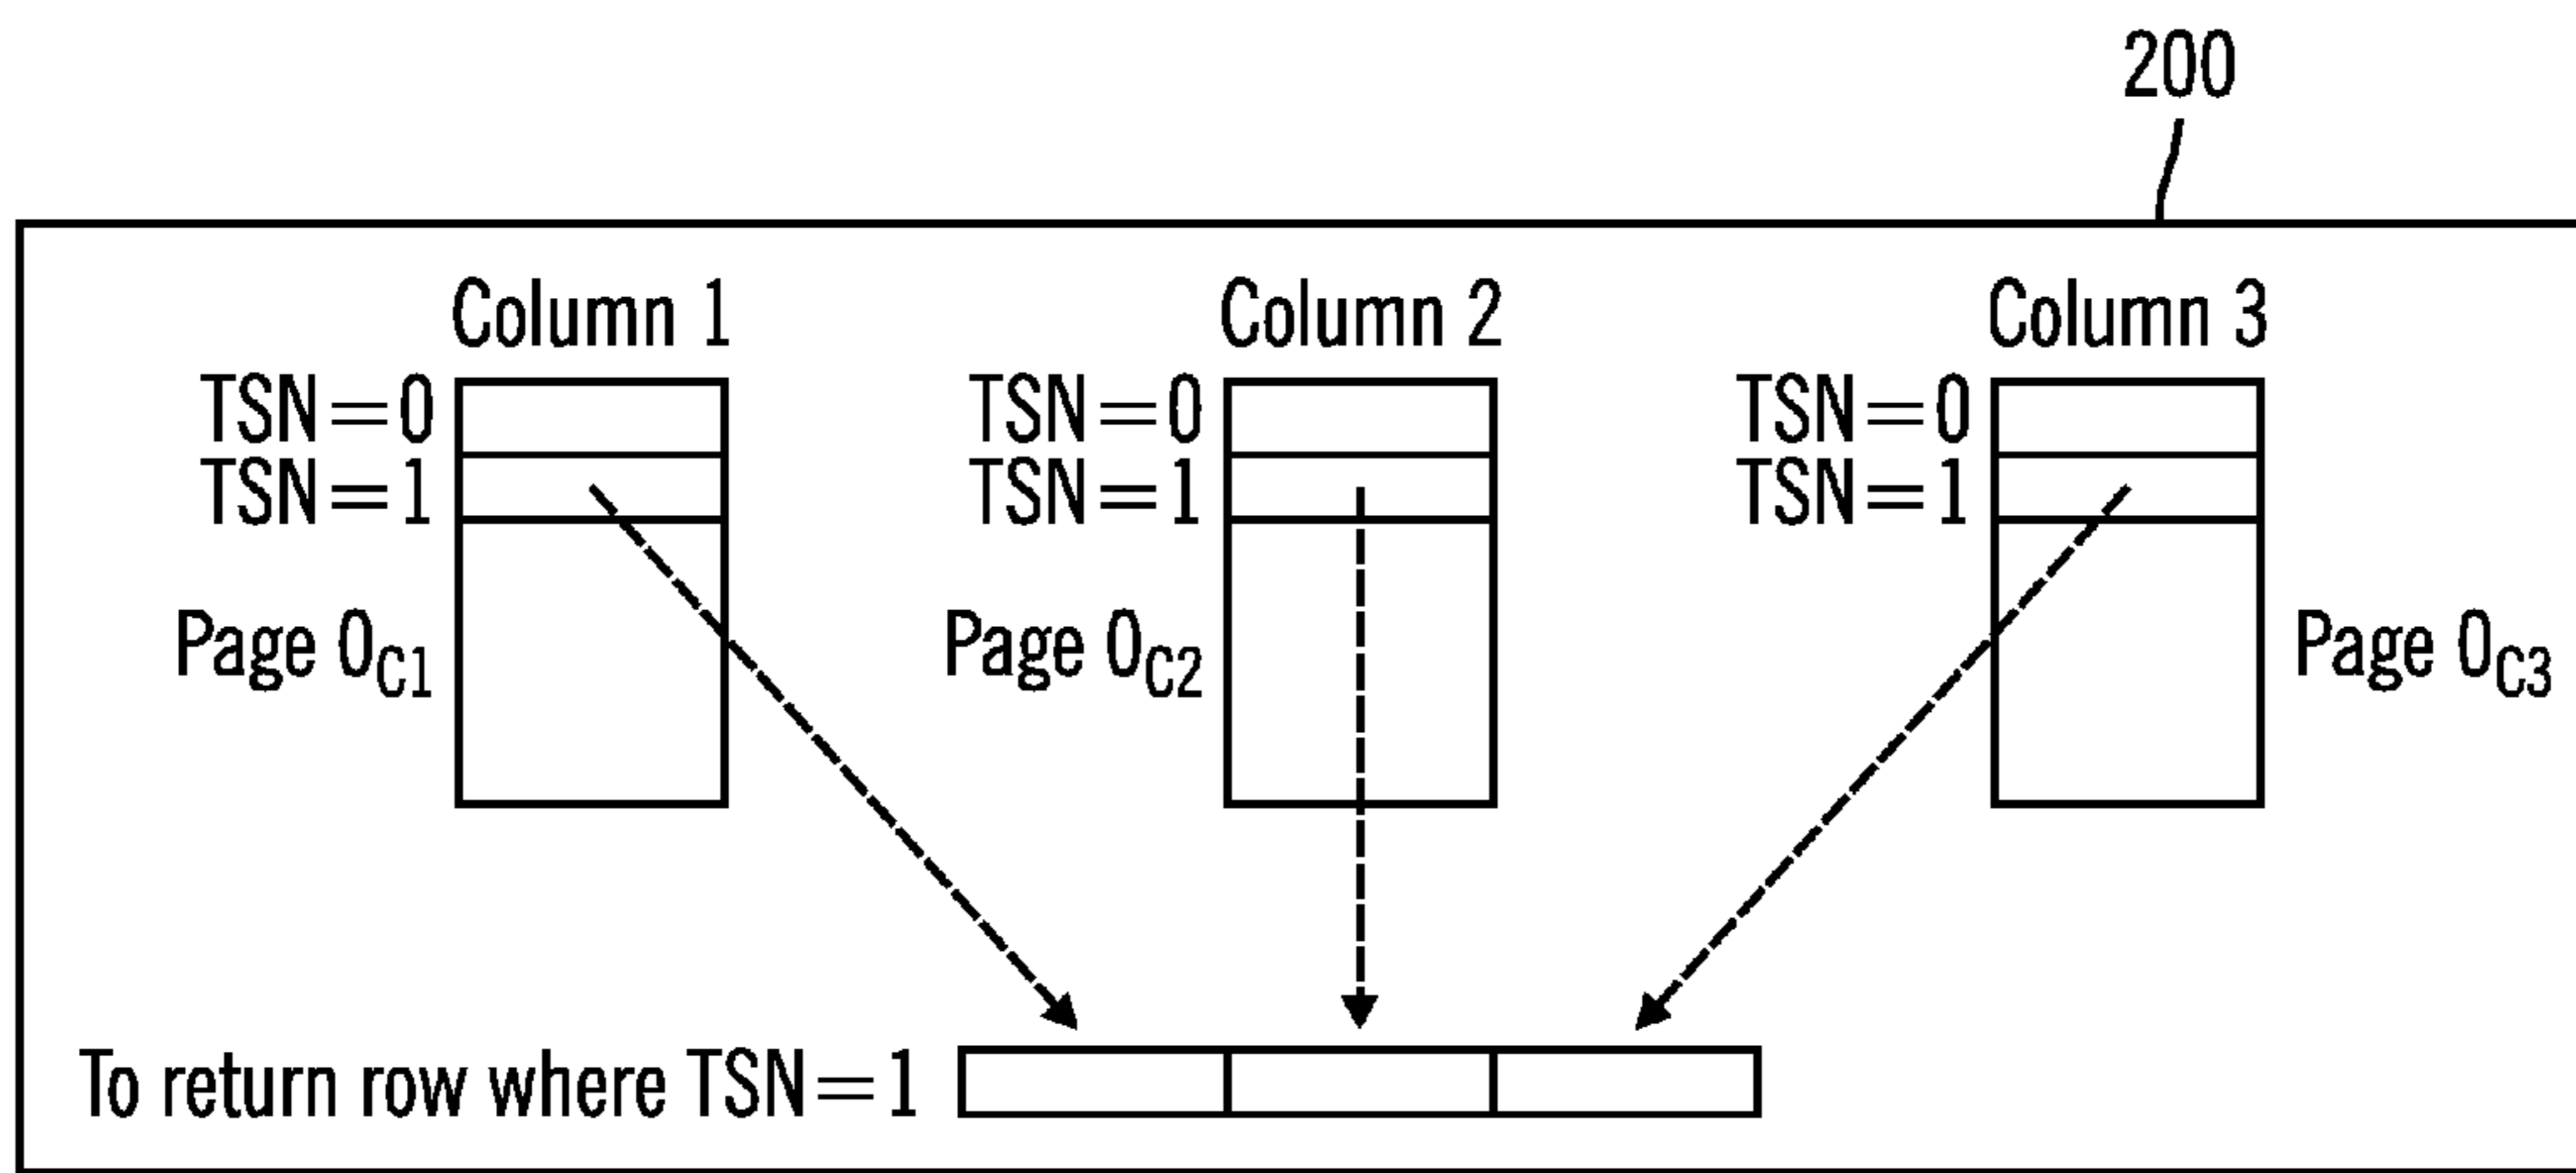 200
Column 1 Column 2 Column 3
TSN=0 TSN=0 TSN=0
TSN=1 TSN=1 TSN=1
Page 0C1 Page 0C2 Page 0C3
To return row where TSN=1